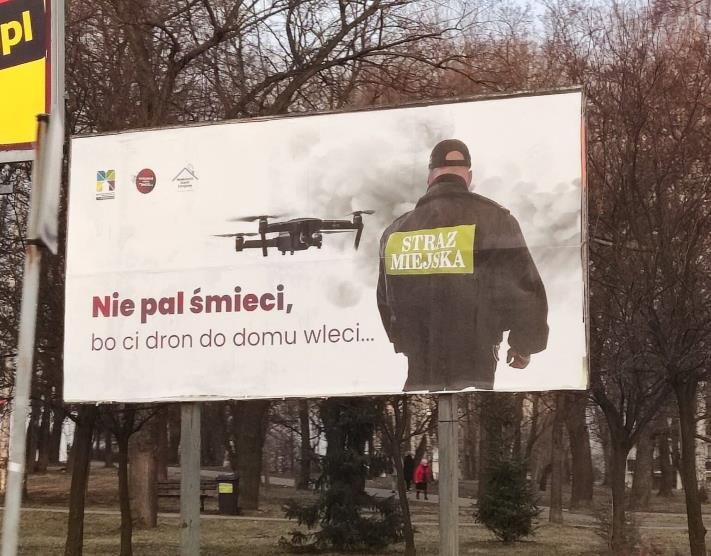 pl
STRAŻ
MIEJSKA
Nie pal śmieci,
bo ci dron do domu wleci...